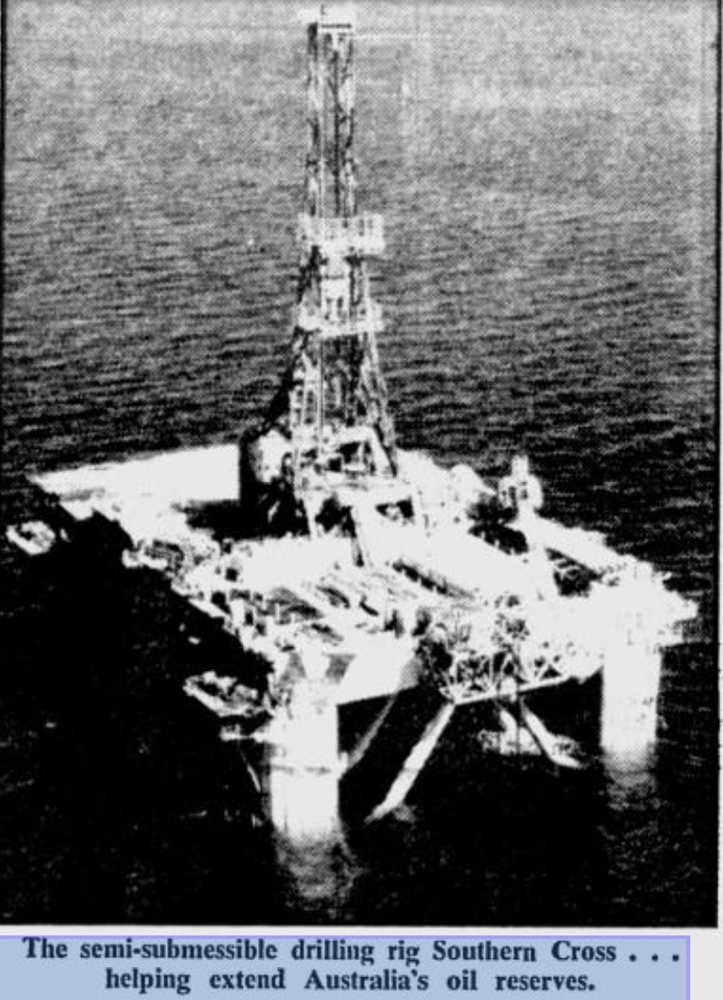 The semi-submessible drilling rig Southern Cross . . .
helping extend Australia's oil reserves.